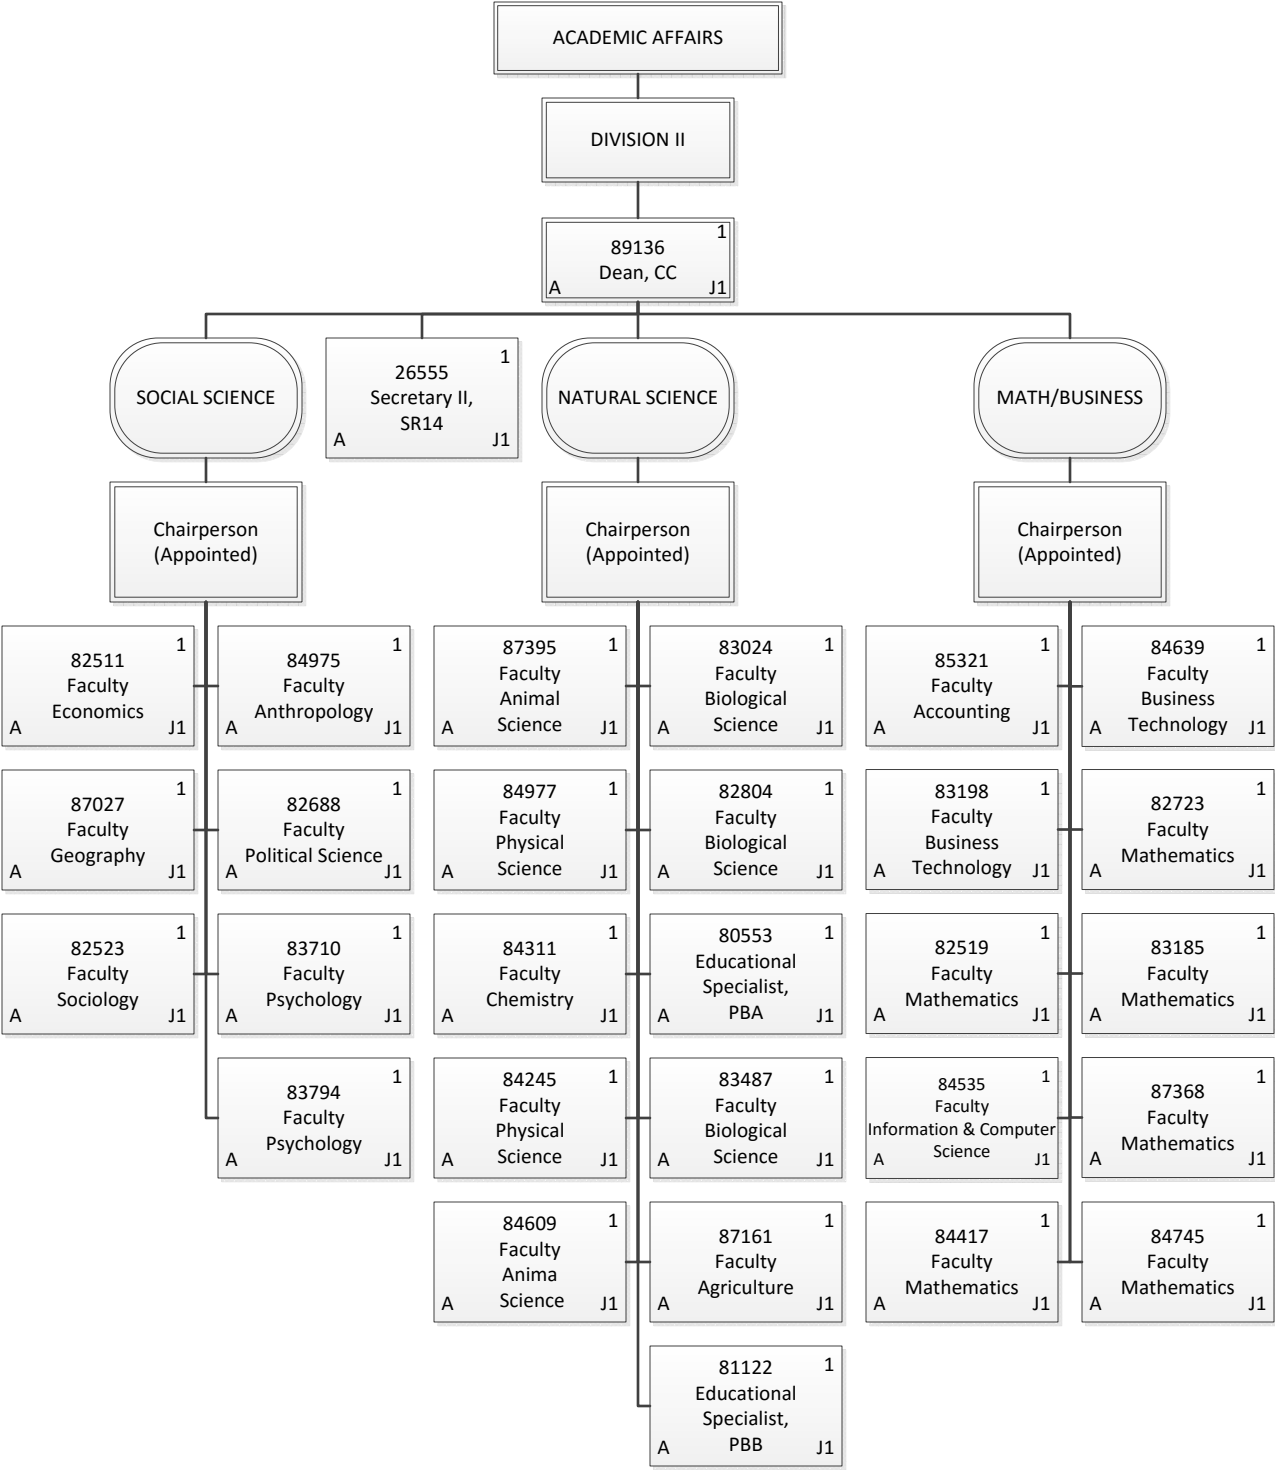 ACADEMIC AFFAIRS
DIVISION II
1
89136
Dean, CC
A J1
SOCIAL SCIENCE
1
26555
Secretary II,
SR14
A J1
NATURAL SCIENCE
MATH/BUSINESS
Chairperson
(Appointed)
Chairperson
(Appointed)
Chairperson
(Appointed)
1
82511
Faculty
Economics
A J1
1
84975
Faculty
Anthropology
A J1
1
87395
Faculty
Animal
Science
A J1
1
83024
Faculty
Biological
Science
A J1
1
85321
Faculty
Accounting
A J1
1
84639
Faculty
Business
Technology
A J1
1
87027
Faculty
Geography
A J1
1
82688
Faculty
Political Science
A J1
1
84977
Faculty
Physical
Science
A J1
1
82804
Faculty
Biological
Science
A J1
1
83198
Faculty
Business
Technology
A J1
1
82723
Faculty
Mathematics
A J1
1
82523
Faculty
Sociology
A J1
1
83710
Faculty
Psychology
A J1
1
84311
Faculty
Chemistry
A J1
1
80553
Educational
Specialist,
PBA
A J1
1
82519
Faculty
Mathematics
A J1
1
83185
Faculty
Mathematics
A J1
1
83794
Faculty
Psychology
A J1
1
84245
Faculty
Physical
Science
A J1
1
83487
Faculty
Biological
Science
A J1
1
84535
Faculty
Information & Computer
Science
A J1
1
87368
Faculty
Mathematics
A J1
1
84609
Faculty
Anima
Science
A J1
1
87161
Faculty
Agriculture
A J1
1
84417
Faculty
Mathematics
A J1
1
84745
Faculty
Mathematics
A J1
1
81122
Educational
Specialist,
PBB
A J1